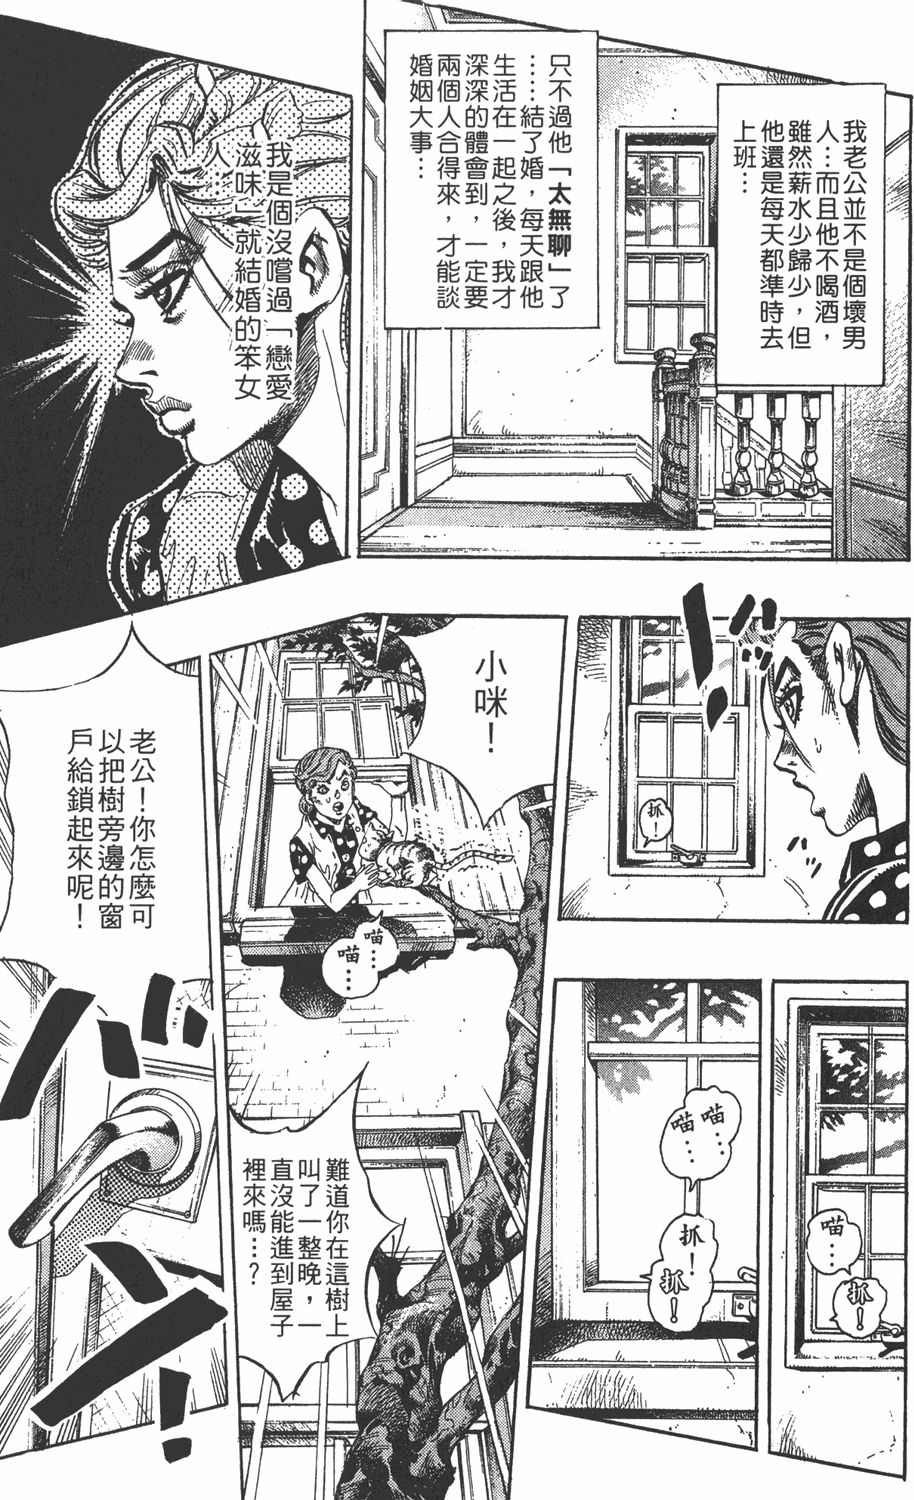 我老公並不是個壞男
人…而且他不喝酒，
雖然薪水少歸少，但
他還是每天都準時去
上班…
只不過他「太無聊」了
……結了婚，每天跟他
生活在一起之後，我才
深深的體會到，一定要
兩個人合得來，才能談
婚姻大事…
我是個沒嚐過「戀愛
滋味」就結婚的笨女
人…
抓！
喵…
抓！
喵…
喵…
抓！
抓！
小咪！
喵…
喵…
難道你在這樹上
叫了一整晚，一
直沒能進到屋子
裡來嗎…？
老公！你怎麼可
以把樹旁邊的窗
戶給鎖起來呢！
バン！